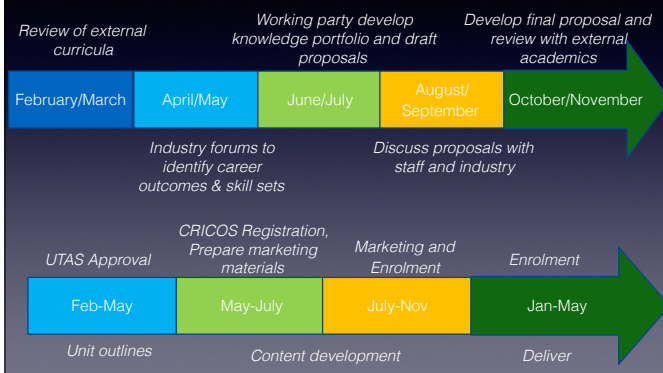 Review of external
curricula
Working party develop
knowledge portfolio and draft
proposals
Develop final proposal and
review with external
academics
February/March
April/May
June/July
August/
September
October/November
Industry forums to
identify career
outcomes & skill sets
Discuss proposals with
staff and industry
UTAS Approval
CRICOS Registration,
Prepare marketing
materials
Marketing and
Enrolment
Enrolment
Feb-May
May-July
July-Nov
Jan-May
Unit outlines
Content development
Deliver